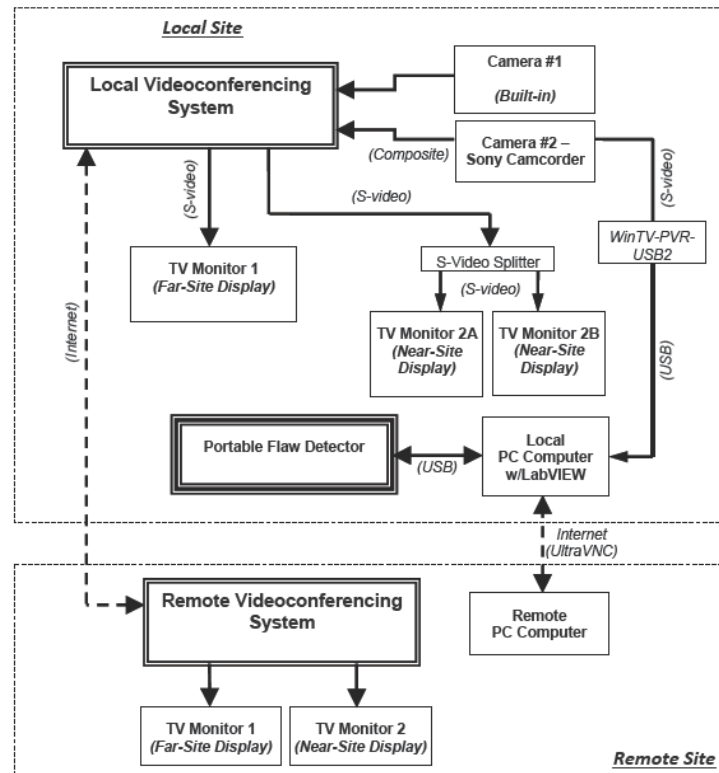 Local Site
Local Videoconferencing
System
Camera #1
(Built-in)
(Composite)
Camera #2 –
Sony Camcorder
(S-video)
(S-video)
(S-video)
WinTV-PVR-
USB2
S-Video Splitter
TV Monitor 1
(Far-Site Display)
(S-video)
(Internet)
TV Monitor 2A
(Near-Site
Display)
TV Monitor 2B
(Near-Site
Display)
(USB)
Portable Flaw Detector
(USB)
Local
PC Computer
w/LabVIEW
Internet
(UltraVNC)
Remote Videoconferencing
System
Remote
PC Computer
TV Monitor 1
(Far-Site Display)
TV Monitor 2
(Near-Site Display)
Remote Site